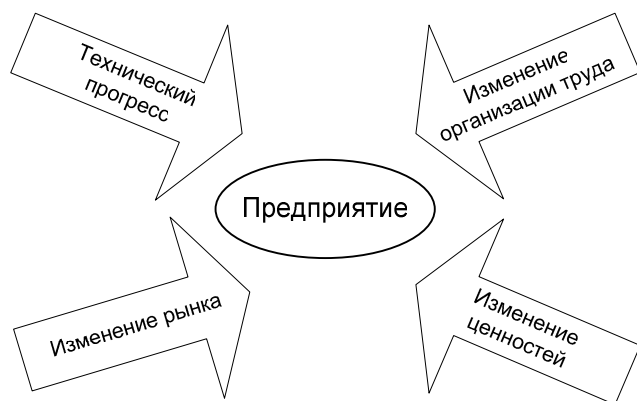 Технический
прогресс
Изменение
организации труда
Предприятие
Изменение рынка
Изменение
ценностей